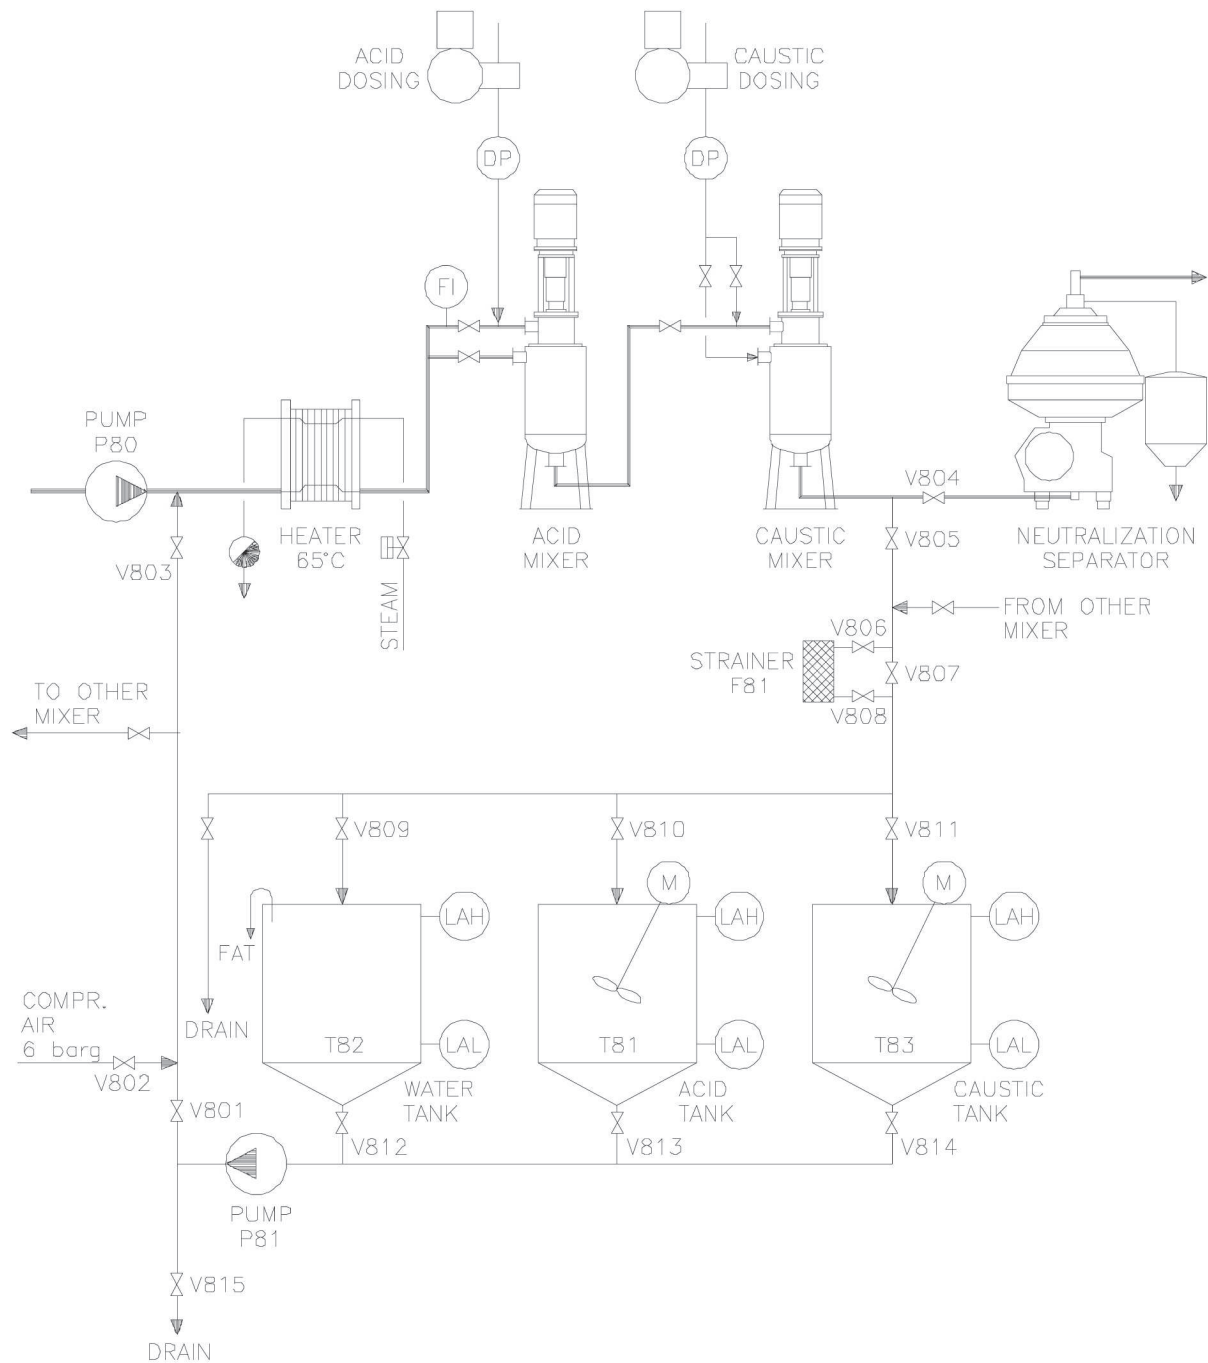 ACID
DOSING
CAUSTIC
DOSING
DP
DP
FI
PUMP
P80
HEATER
65°C
ACID
MIXER
CAUSTIC
MIXER
V804
NEUTRALIZATION
SEPARATOR
V805
V803
STEAM
FROM OTHER
MIXER
V806
STRAINER
F81
V807
V808
TO OTHER
MIXER
V809
V810
V811
M
M
LAH
LAH
LAH
FAT
DRAIN
COMPR.
AIR
6 barg
V802
T82
LAL
T81
LAL
T83
LAL
WATER
TANK
ACID
TANK
CAUSTIC
TANK
V801
V812
V813
V814
PUMP
P81
V815
DRAIN